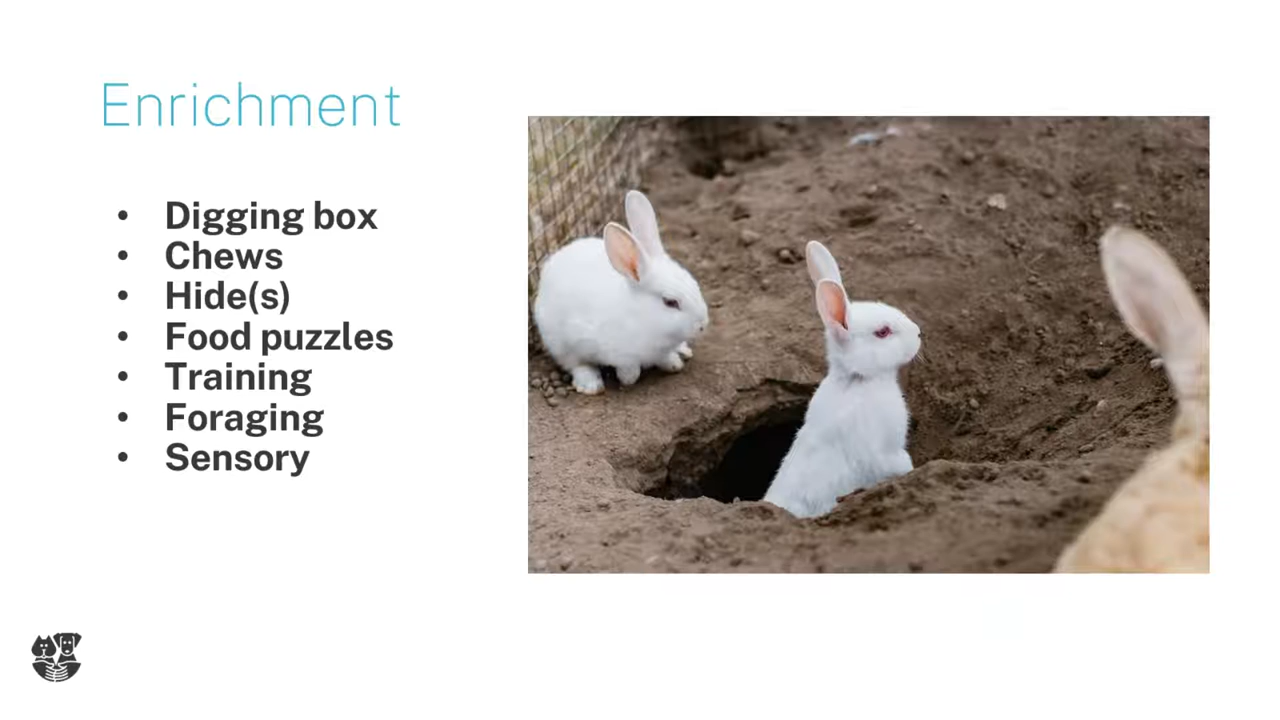 Enrichment
• Digging box
• Chews
• Hide(s)
• Food puzzles
• Training
• Foraging
• Sensory